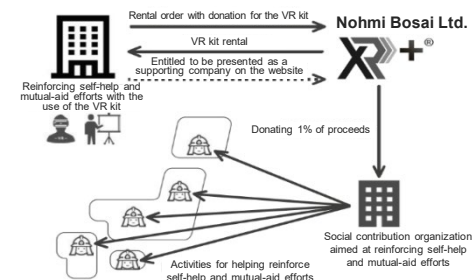 Rental order with donation for the VR kit
Nohmi Bosai Ltd.
VR kit rental
XR+®
Entitled to be presented as a
supporting company on the website
Reinforcing self-help and
mutual-aid efforts with the
use of the VR kit
Donating 1% of proceeds
Social contribution organization
aimed at reinforcing self-help
and mutual-aid efforts
Activities for helping reinforce
self-help and mutual-aid efforts